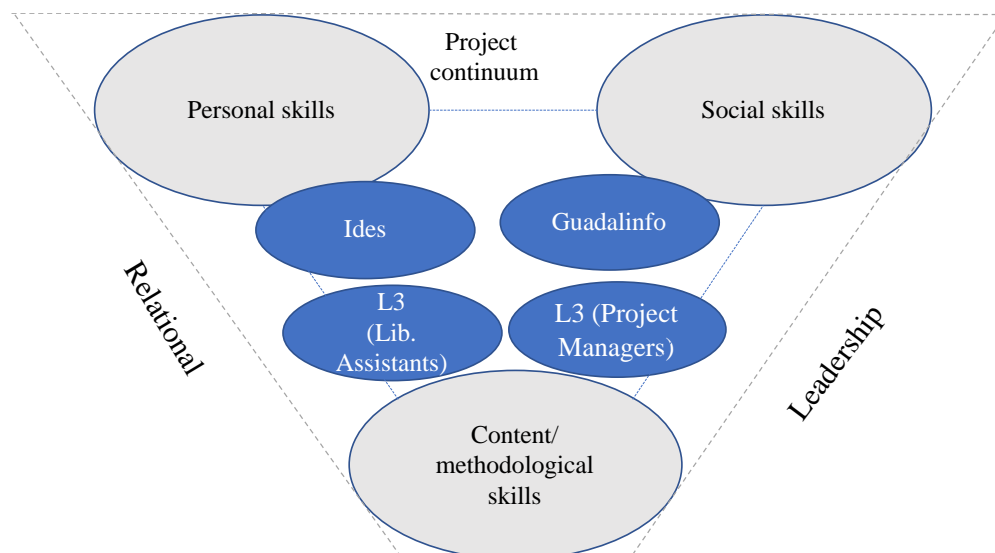 Project
continuum
Personal skills
Social skills
Ides
Guadalinfo
Relational
L3
(Lib.
Assistants)
L3 (Project
Managers)
Leadership
Content/
methodological
skills